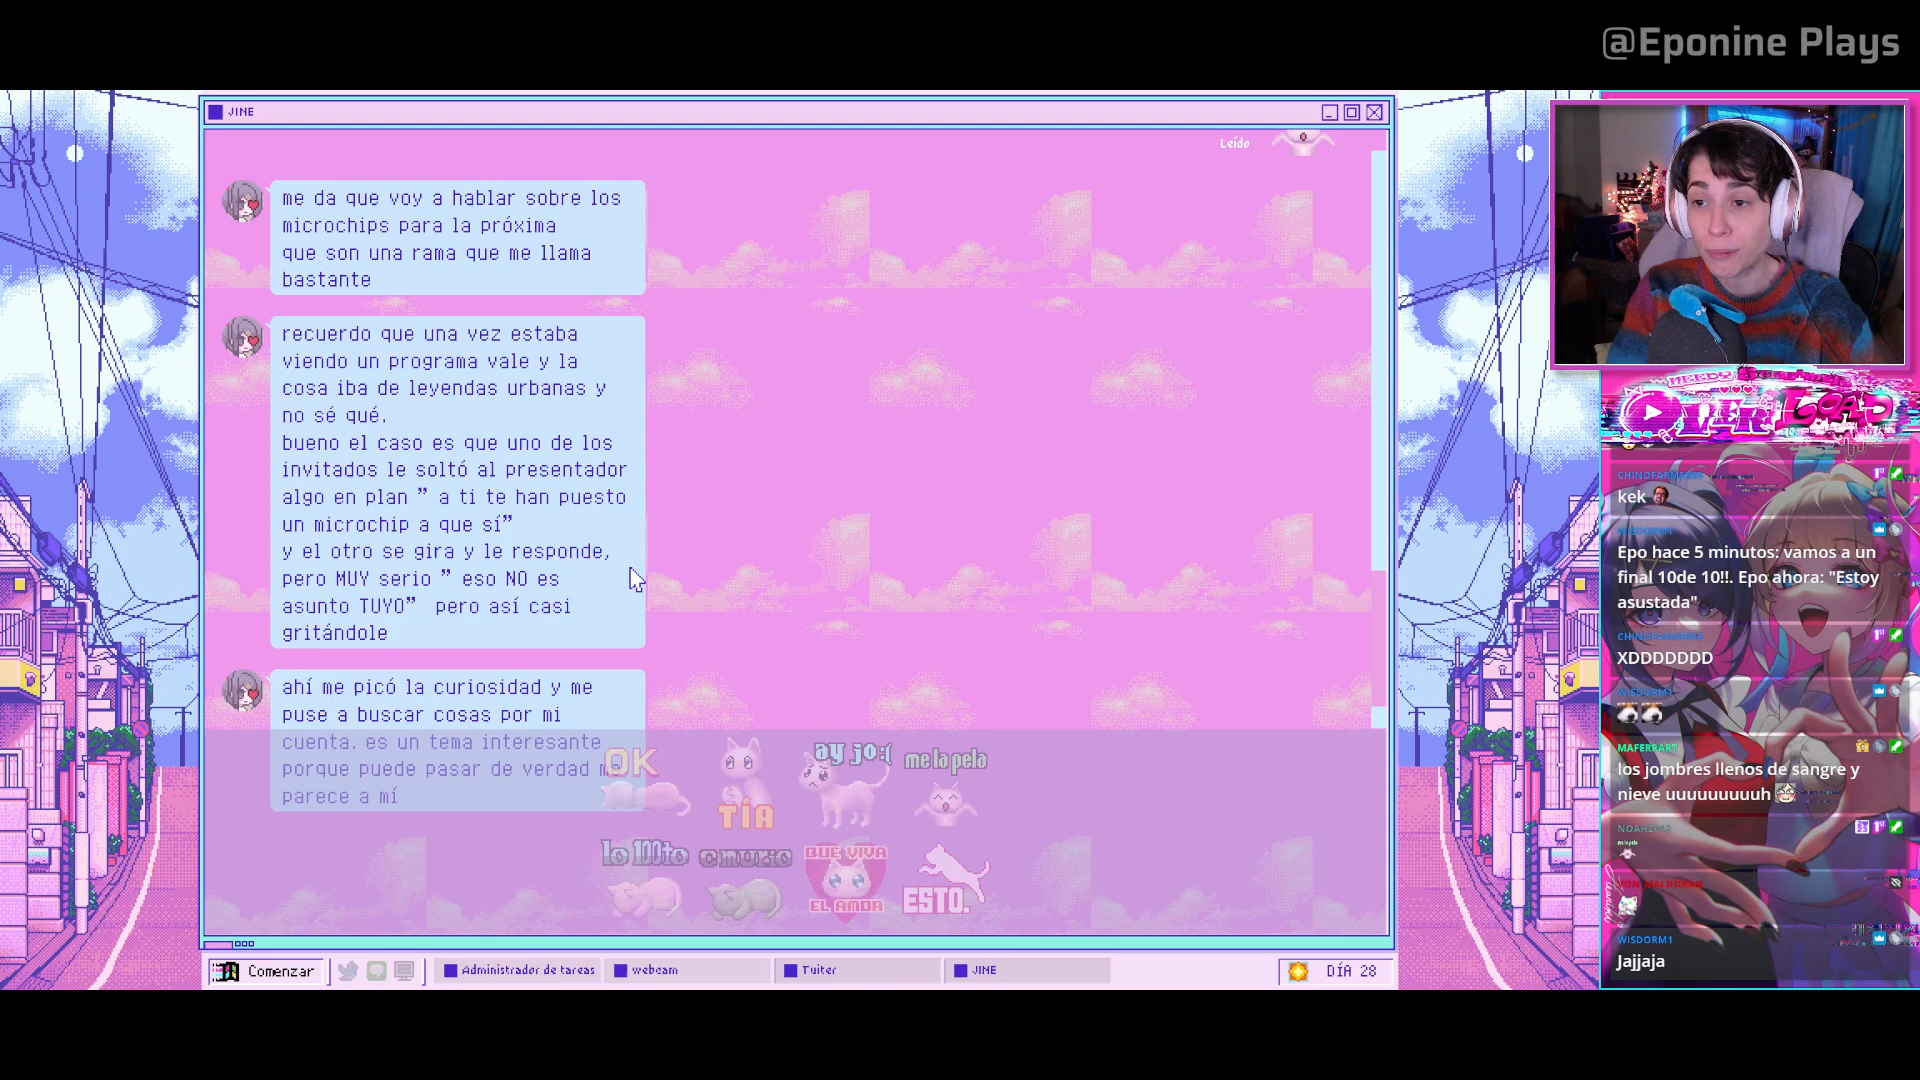 @Eponine Plays
JINE
Leído
me da que voy a hablar sobre los
microchips para la próxima
que son una rama que me llama
bastante
recuerdo que una vez estaba
viendo un programa vale y la
cosa iba de leyendas urbanas y
no sé qué.
bueno el caso es que uno de los
invitados le soltó al presentador
algo en plan " a ti te han puesto
un microchip a que sí"
y el otro se gira y le responde,
pero MUY serio " eso NO es
asunto TUYO"  pero así casi
gritándole
ahí me picó la curiosidad y me
puse a buscar cosas por mi
cuenta. es un tema interesante
porque puede pasar de verdad me
parece a mí
OK
TÍA
ay jo:(
me la pela
lo 100to
QUE VIVA
EL AMOR
ESTO.
Comenzar
Administrador de tareas
webcam
Tuiter
JINE
DÍA 28
OVERLOAD
kek
Epo hace 5 minutos: vamos a un
final 10de 10!!. Epo ahora: "Estoy
asustada"
XDDDDDDD
WISDORM1
MAFERRART
los jombres llenos de sangre y
nieve uuuuuuuuuh
WISDORM1
Jajjaja